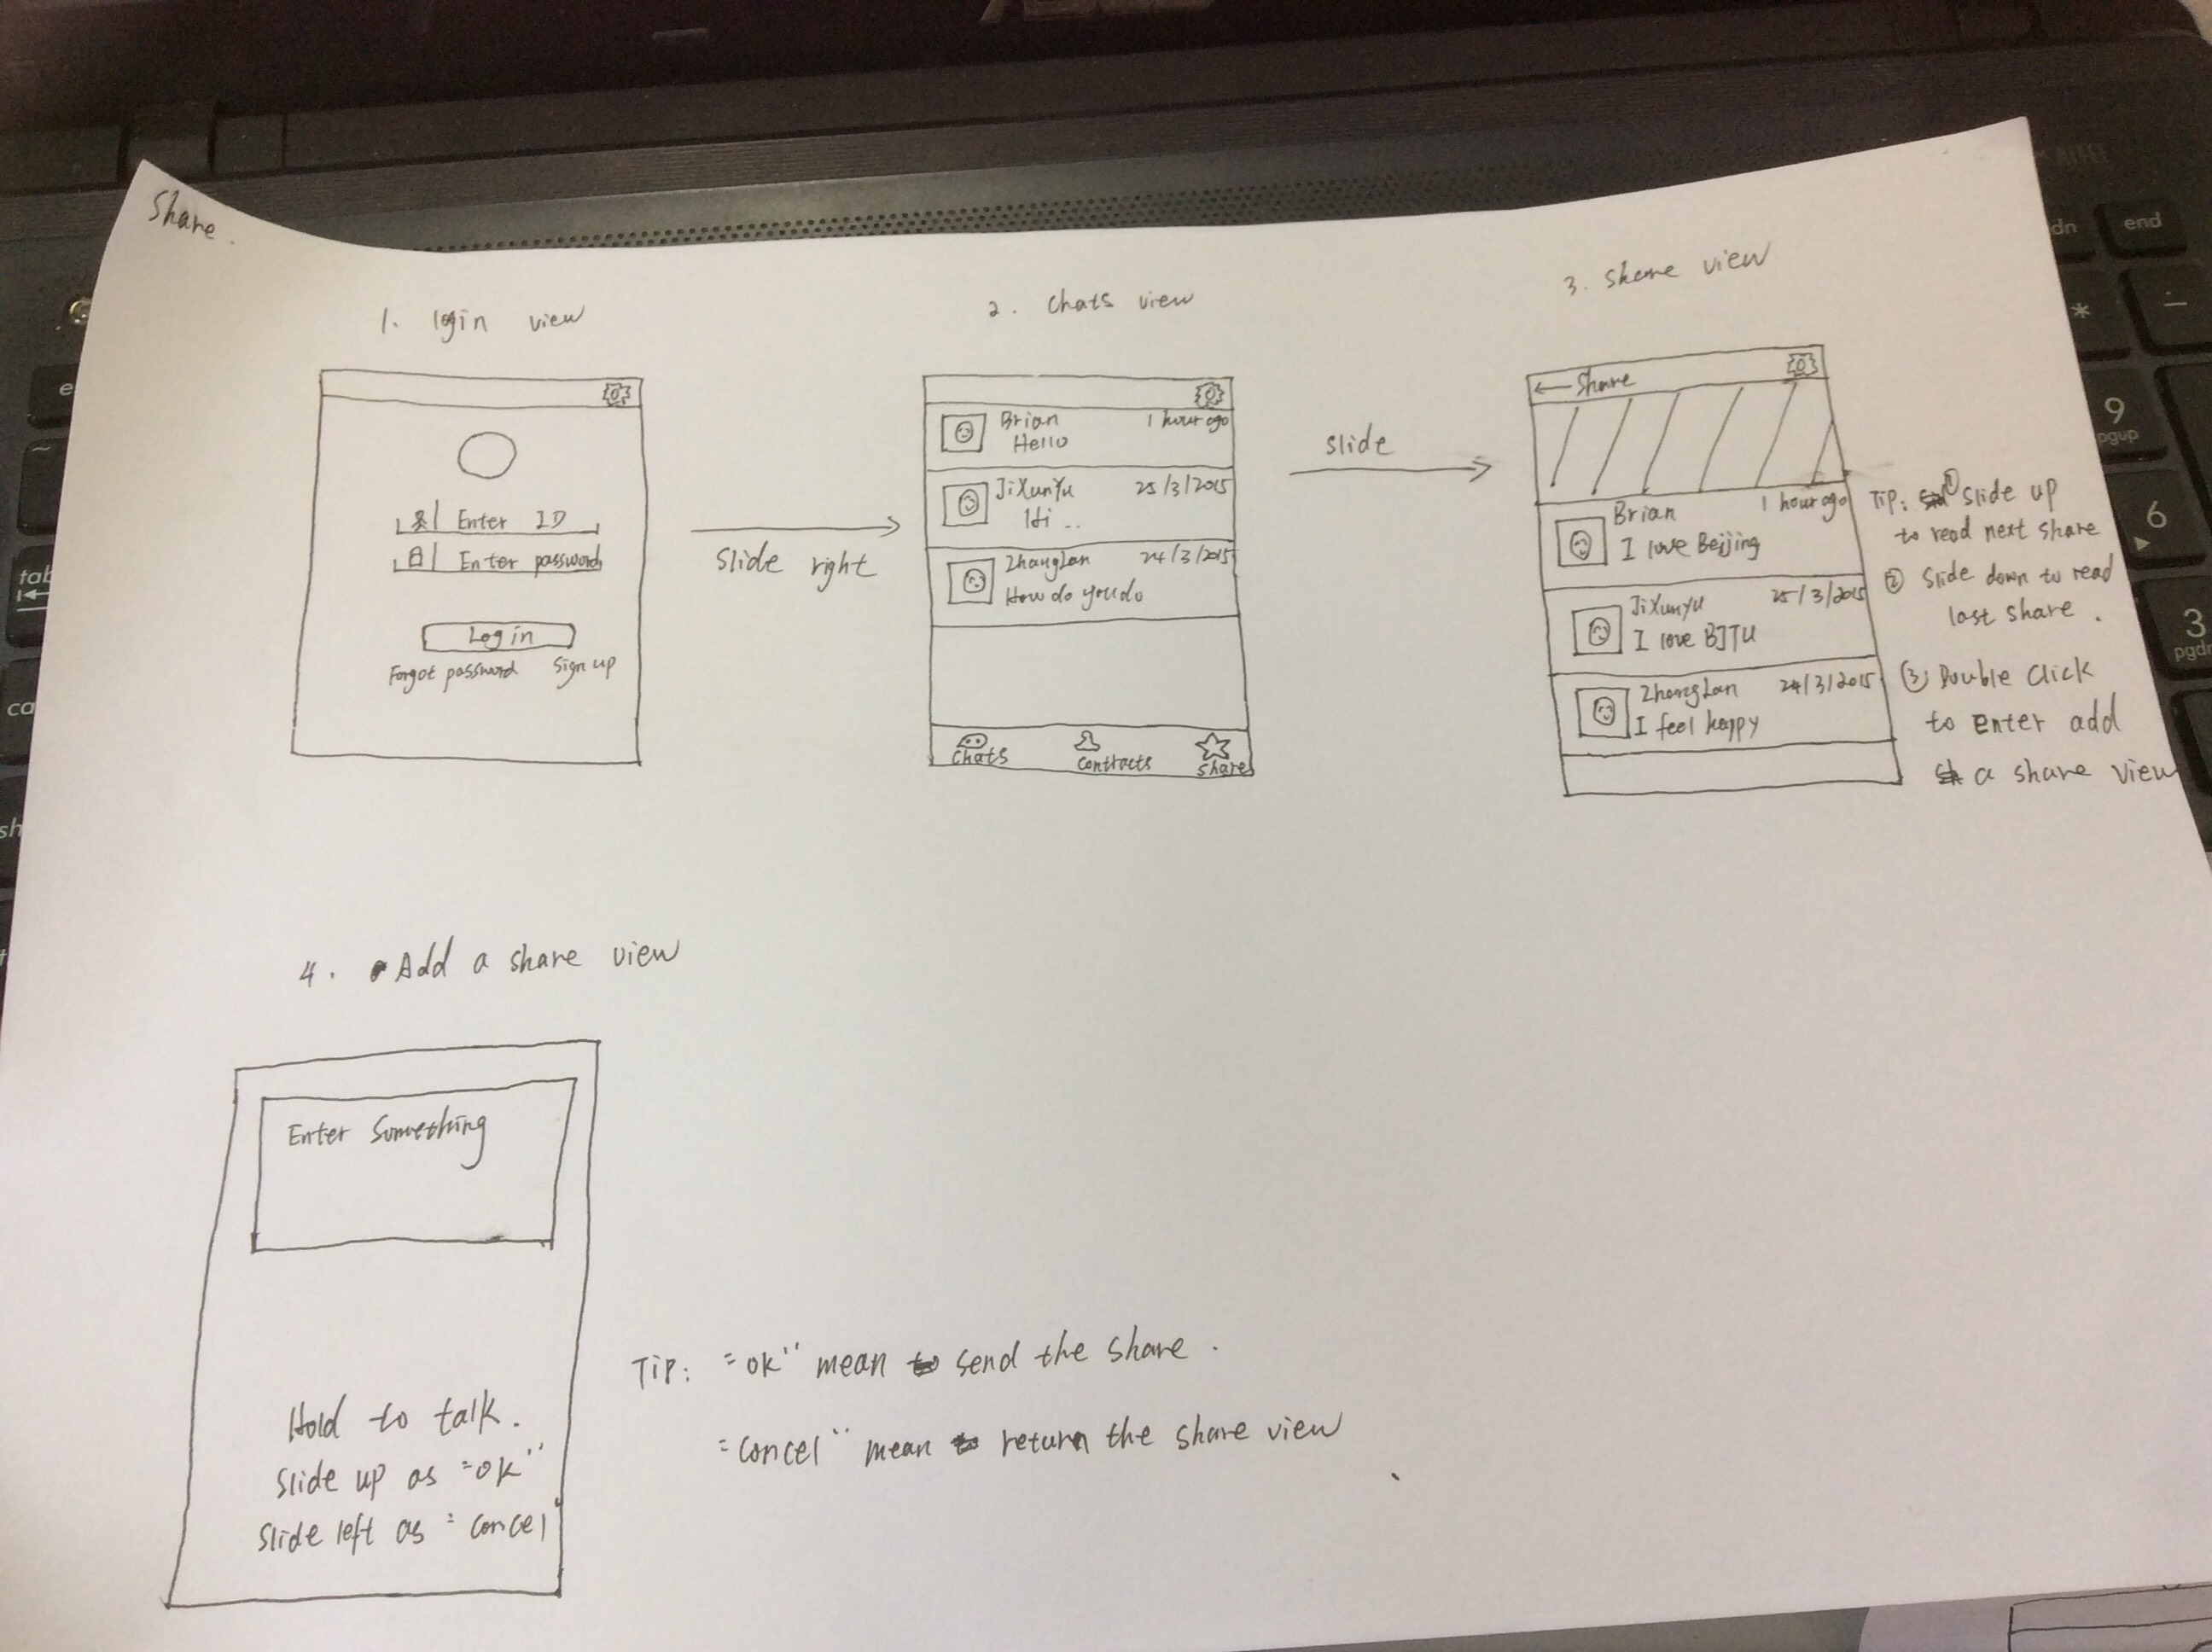 Share.
1. login view
Enter ID
Enter password
Log in
Forgot password Sign up
slide right
2. chats view
Brian 1 hour ago
Hello
JiXunYu 25/3/2015
Hi ..
ZhangLan 24/3/2015
How do you do
chats contracts share
slide
3. share view
← Share
Brian 1 hour ago
I love Beijing
JiXunYu 25/3/2015
I love BJTU
ZhangLan 24/3/2015
I feel happy
Tip: ① slide up
to read next share
② slide down to read
last share.
③ Double Click
to enter add
a share view
4. Add a share view
Enter Something
Hold to talk.
slide up as "ok"
slide left as "cancel"
Tip: "ok" mean send the share.
"cancel" mean return the share view
end
dn
*
9
pgup
6
3
pgdn
tab